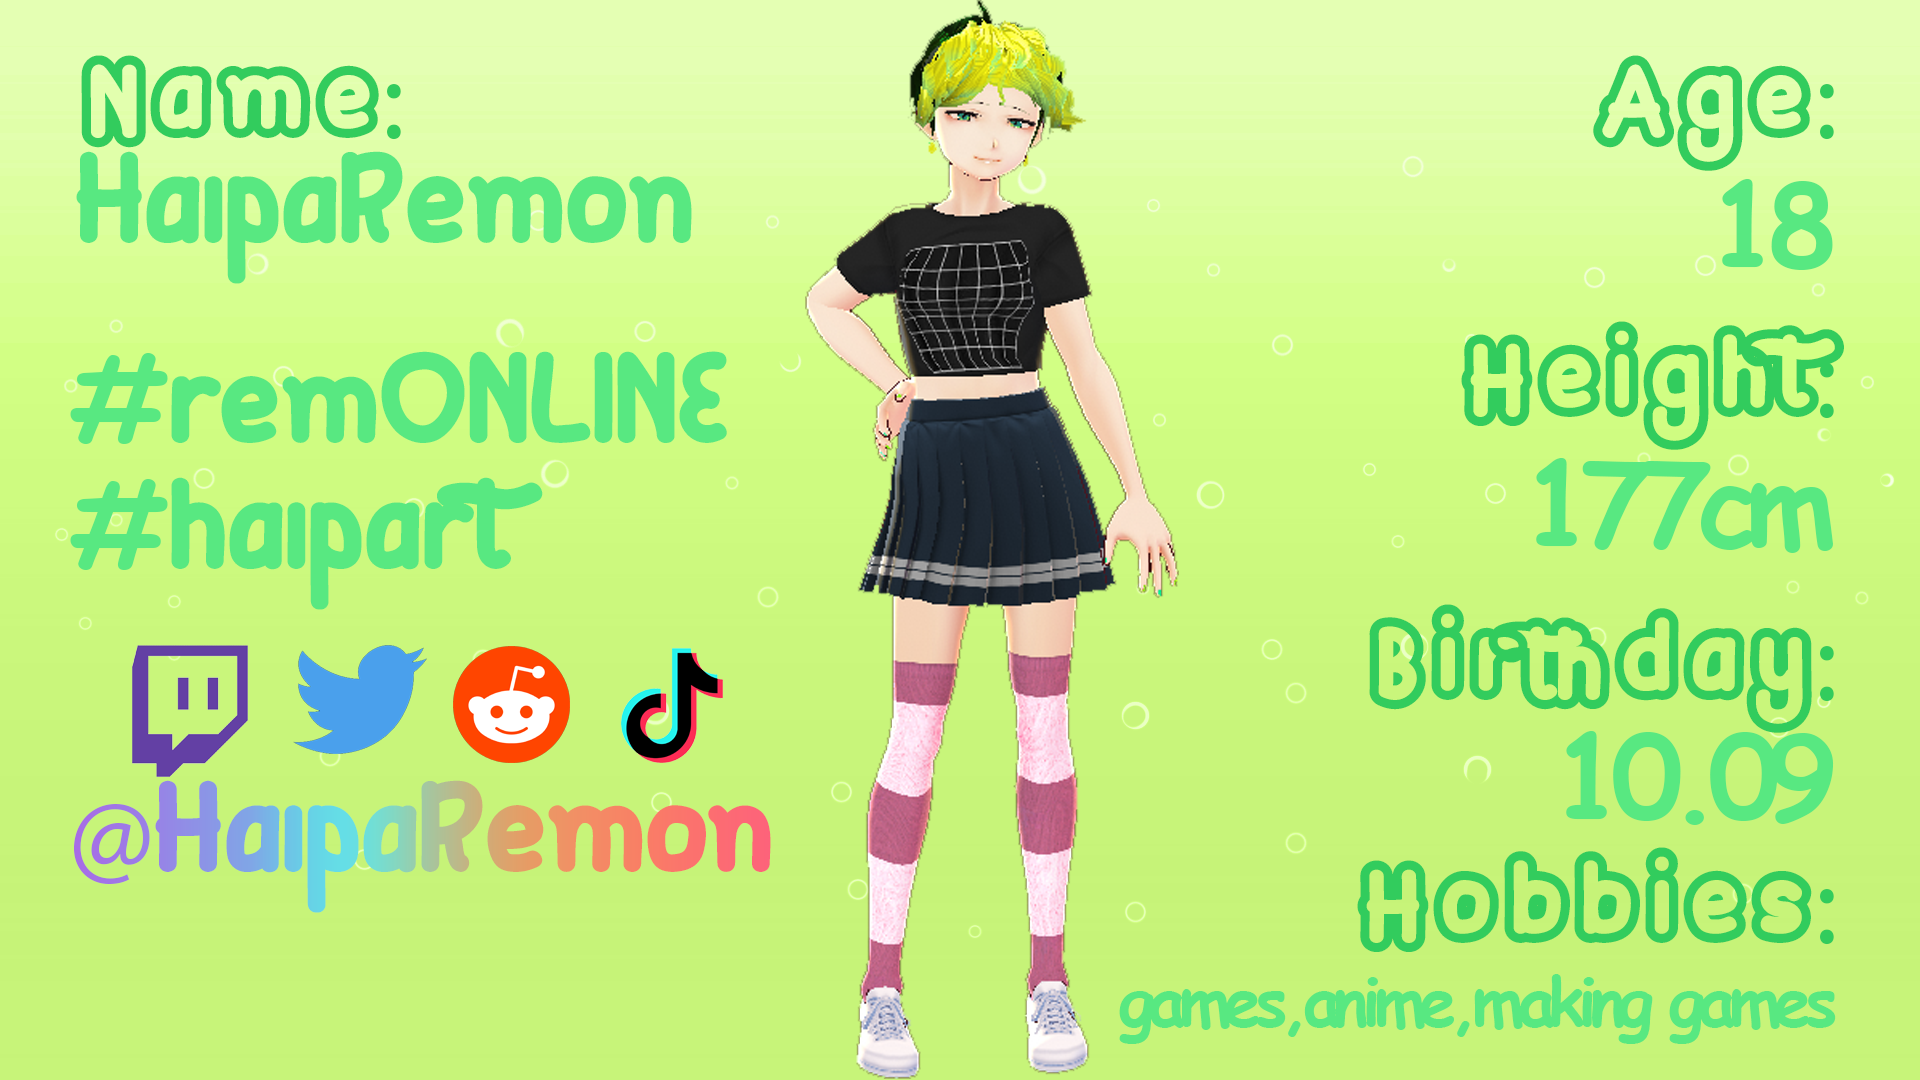 Name:
HaipaRemon
#remONLINE
#haipart
@HaipaRemon
Age:
18
Height:
177cm
Birthday:
10.09
Hobbies:
games,anime,making games